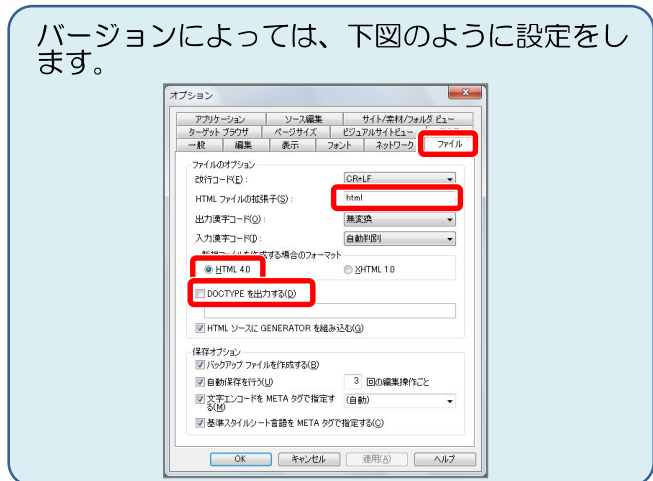 バージョンによっては、下図のように設定をし
ます。
オプション
アプリケーション ソース編集 サイト/素材/フォルダ ビュー
ターゲット ブラウザ ページサイズ ビジュアルサイトビュー
一般 編集 表示 フォント ネットワーク ファイル
ファイルのオプション
改行コード(E): CR+LF
HTML ファイルの拡張子(S): html
出力漢字コード(O): 無変換
入力漢字コード(I): 自動判別
新規ファイルを作成する場合のフォーマット
HTML 4.0 XHTML 1.0
DOCTYPE を出力する(D)
HTML ソースに GENERATOR を組み込む(G)
保存オプション
バックアップ ファイルを作成する(B)
自動保存を行う(U) 3 回の編集操作ごと
文字エンコードを META タグで指定す (自動)
る(M)
基準スタイルシート言語を META タグで指定する(C)
OK キャンセル 適用(A) ヘルプ